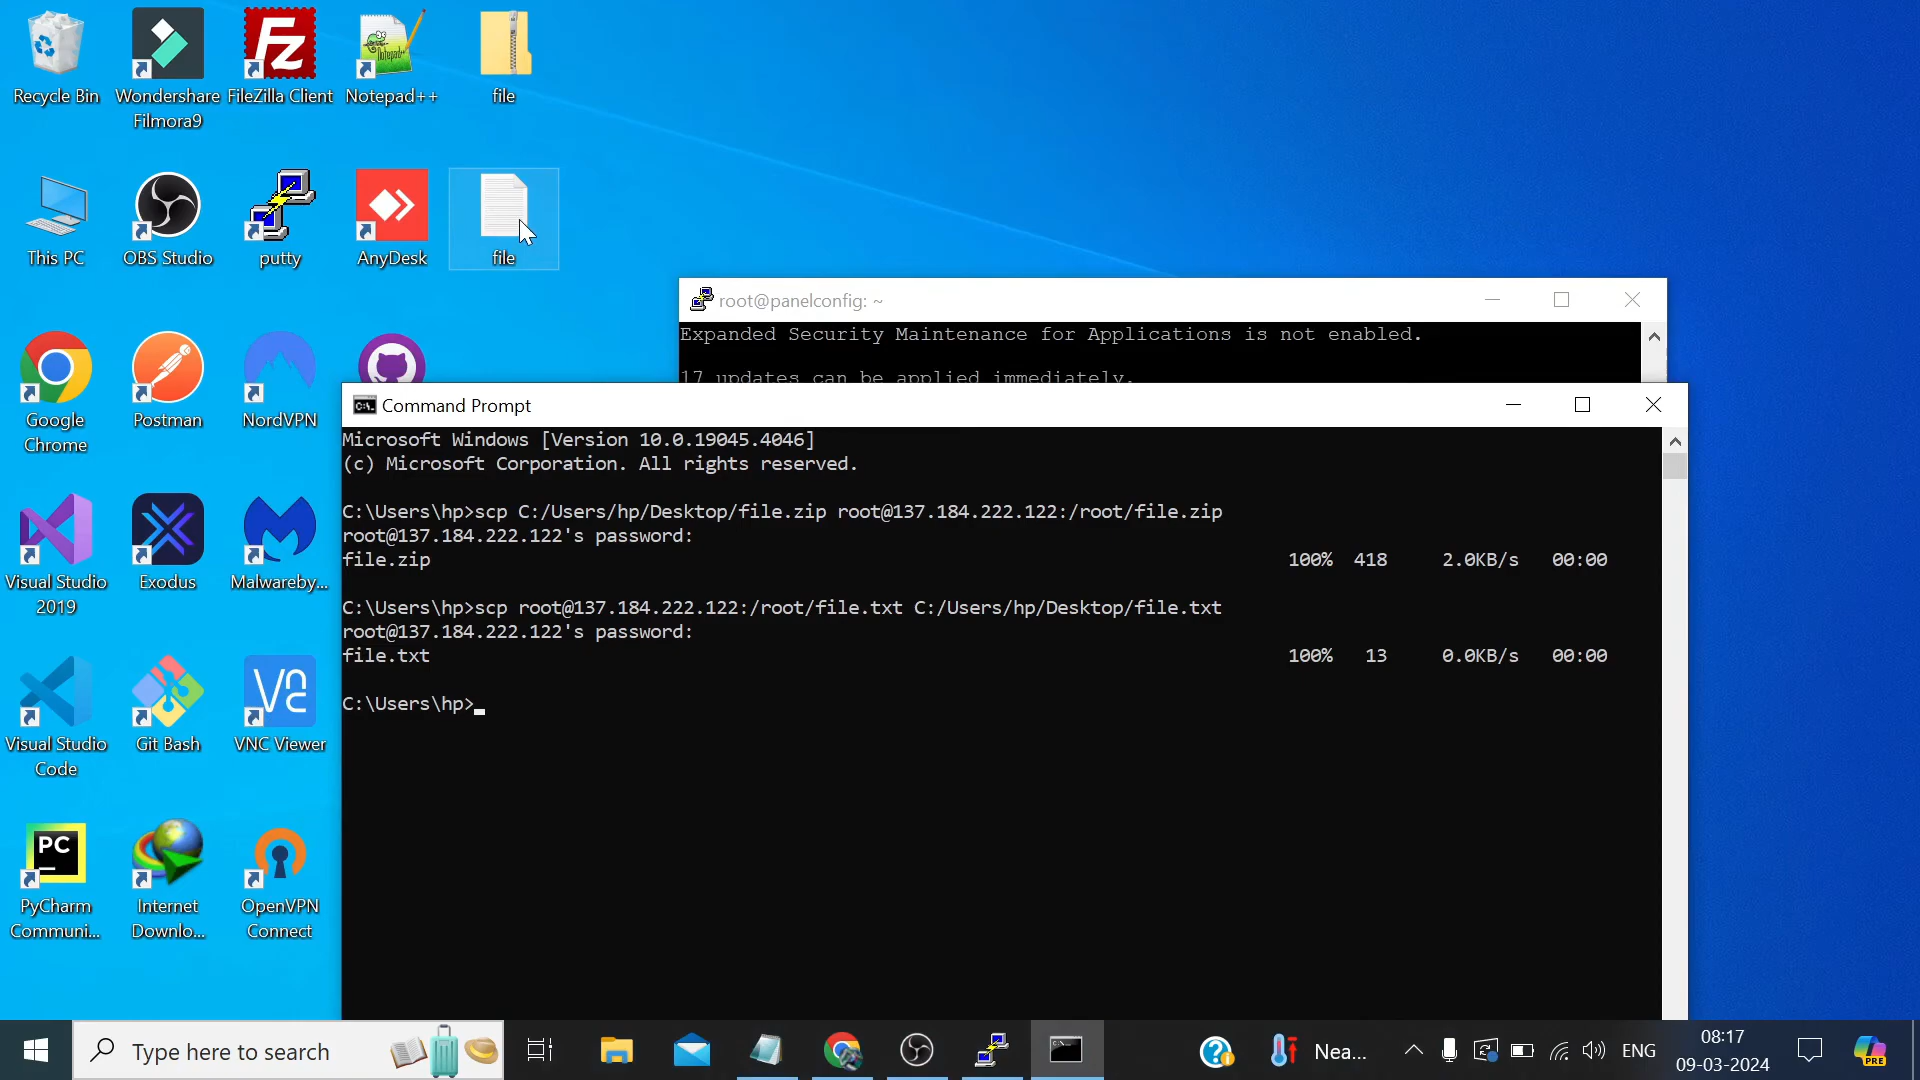 Recycle Bin
Wondershare
Filmora9
FileZilla Client
Notepad++
file
This PC
OBS Studio
putty
AnyDesk
file
Google
Chrome
Postman
NordVPN
Visual Studio
2019
Exodus
Malwareby...
Visual Studio
Code
Git Bash
VNC Viewer
PC
PyCharm
Communi...
Internet
Downlo...
OpenVPN
Connect
root@panelconfig: ~
Expanded Security Maintenance for Applications is not enabled.
17 updates can be applied immediately.
Command Prompt
Microsoft Windows [Version 10.0.19045.4046]
(c) Microsoft Corporation. All rights reserved.
C:\Users\hp>scp C:/Users/hp/Desktop/file.zip root@137.184.222.122:/root/file.zip
root@137.184.222.122's password:
file.zip 100% 418 2.0KB/s 00:00
C:\Users\hp>scp root@137.184.222.122:/root/file.txt C:/Users/hp/Desktop/file.txt
root@137.184.222.122's password:
file.txt 100% 13 0.0KB/s 00:00
C:\Users\hp>
Type here to search
Nea...
ENG
08:17
09-03-2024
PRE